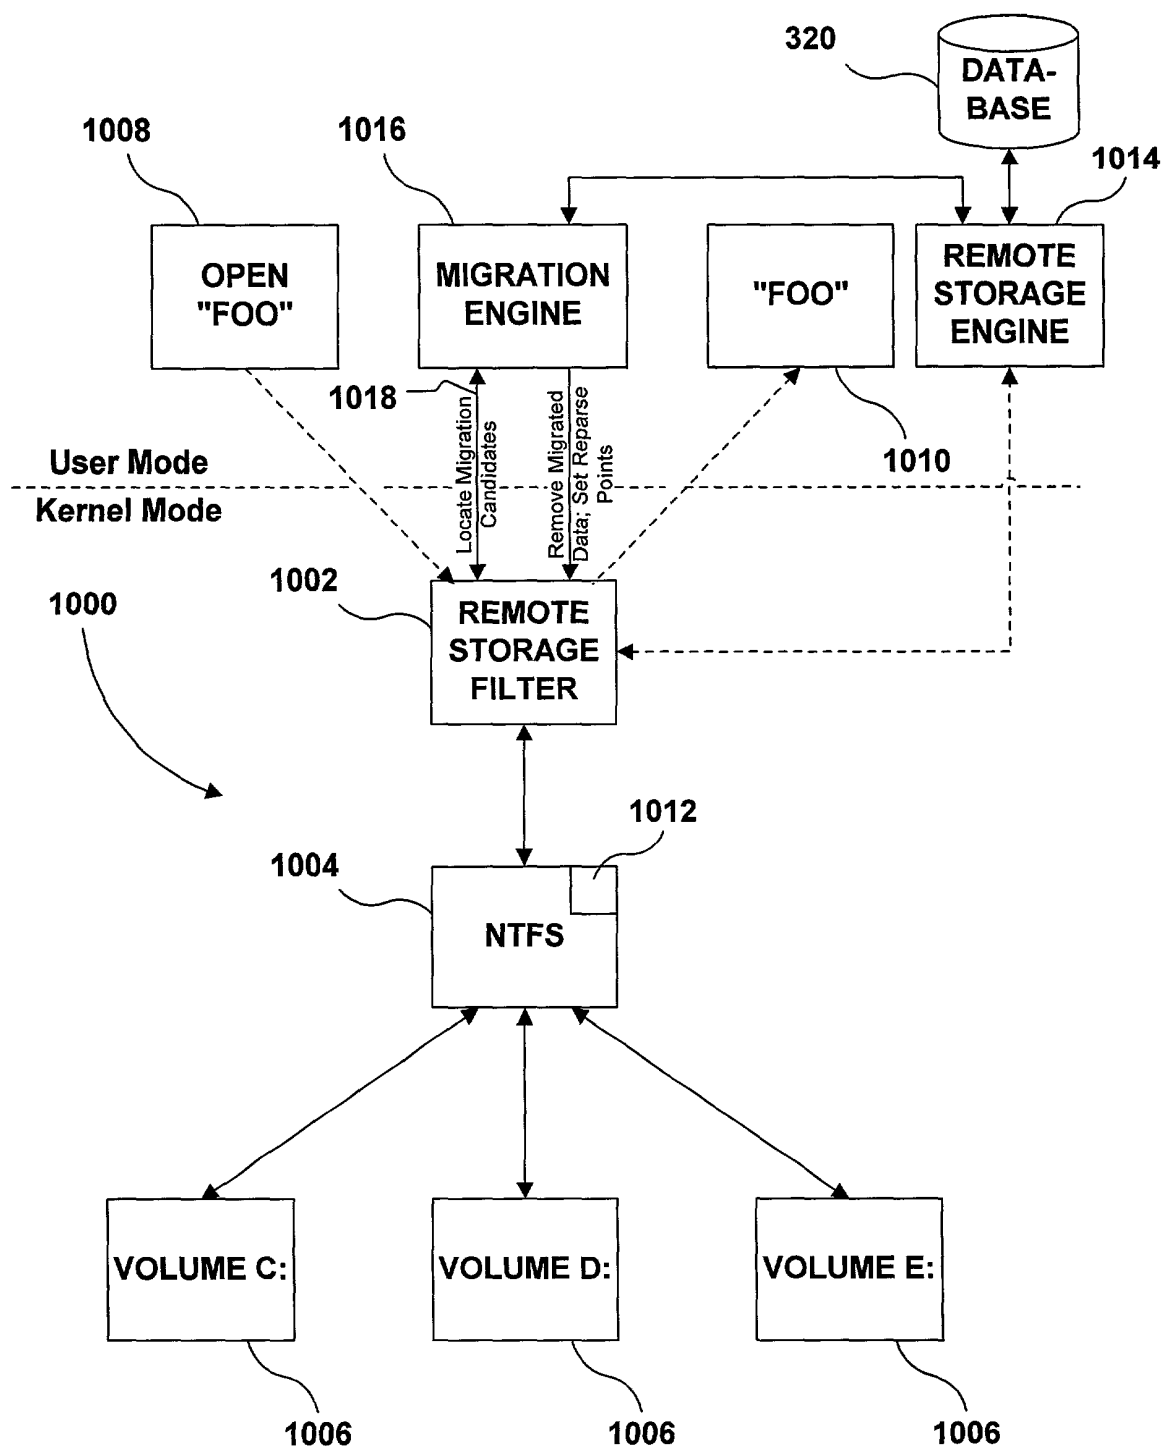 320
DATA-
BASE
1008
1016
1014
OPEN
"FOO"
MIGRATION
ENGINE
"FOO"
REMOTE
STORAGE
ENGINE
1018
Locate Migration
Candidates
Remove Migrated
Data; Set Reparse
Points
1010
User Mode
Kernel Mode
1002
1000
REMOTE
STORAGE
FILTER
1012
1004
NTFS
VOLUME C:
VOLUME D:
VOLUME E:
1006
1006
1006